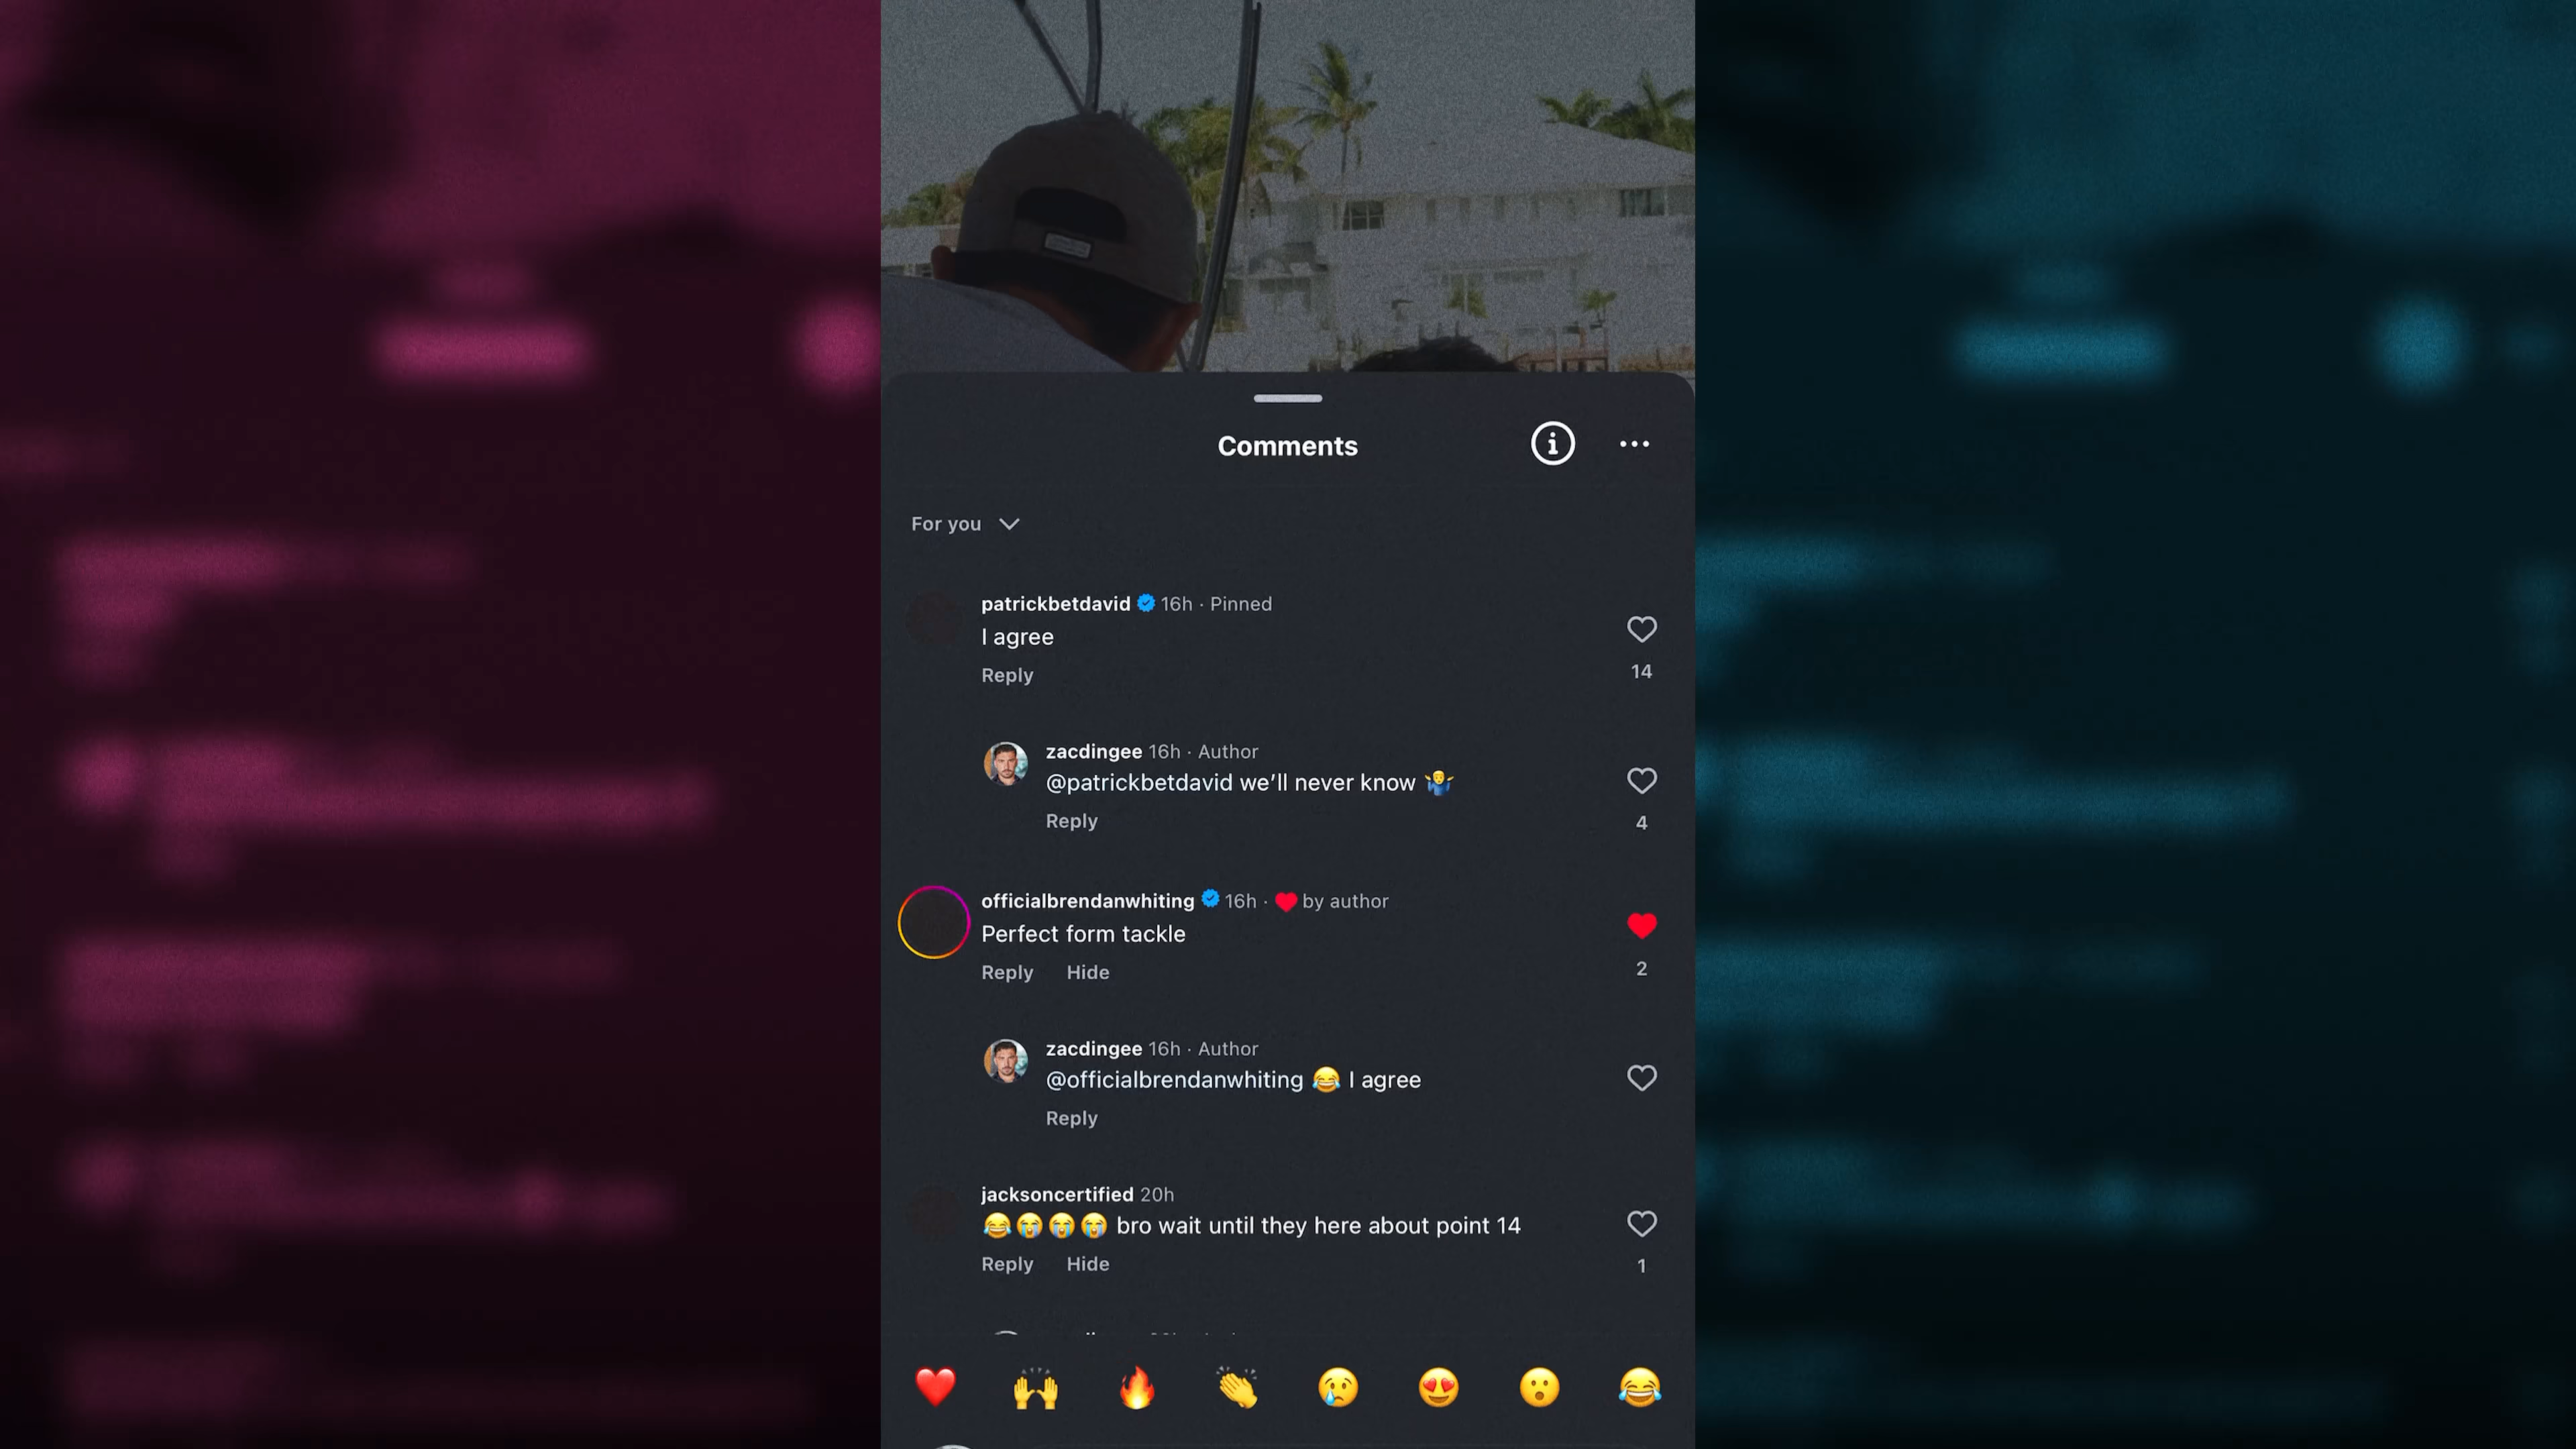 Comments
For you
patrickbetdavid 16h · Pinned
I agree
Reply
14
zacdingee 16h · Author
@patrickbetdavid we’ll never know 🤷‍♂️
Reply
4
officialbrendanwhiting 16h · ❤️ by author
Perfect form tackle
Reply Hide
2
zacdingee 16h · Author
@officialbrendanwhiting 😂 I agree
Reply
jacksoncertified 20h
😂😭😭😭 bro wait until they here about point 14
Reply Hide
1